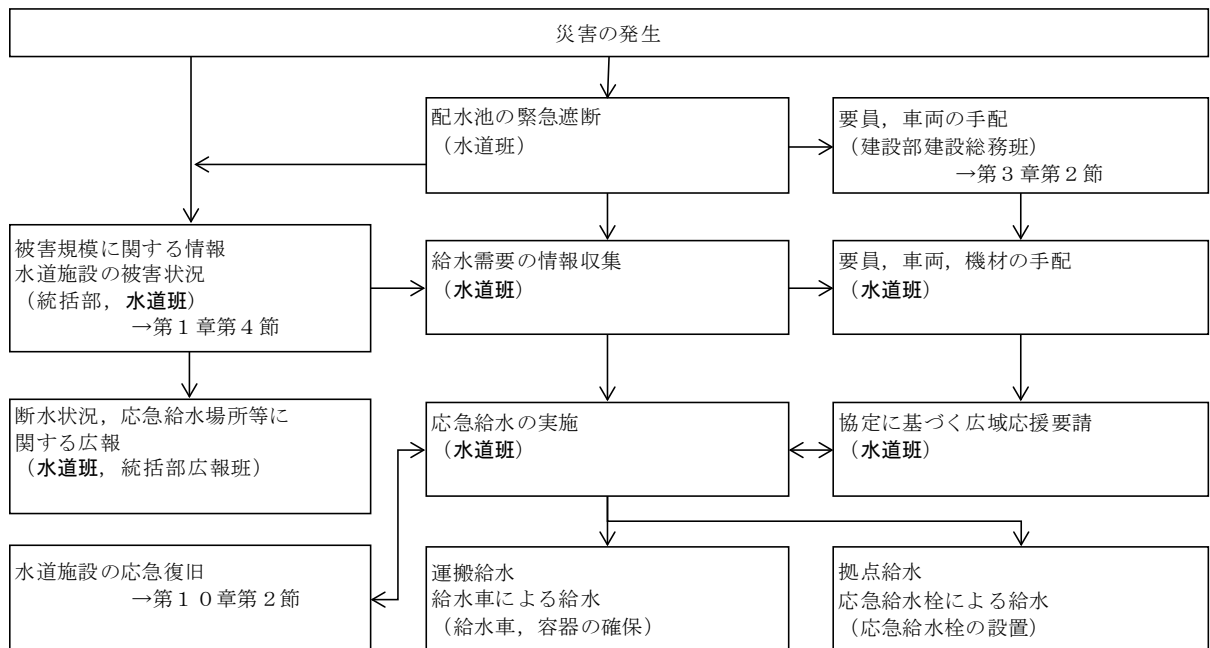 災害の発生
配水池の緊急遮断
（水道班）
要員，車両の手配
（建設部建設総務班）
→第３章第２節
被害規模に関する情報
水道施設の被害状況
（統括部，水道班）
→第１章第４節
給水需要の情報収集
（水道班）
要員，車両，機材の手配
（水道班）
断水状況，応急給水場所等に
関する広報
（水道班，統括部広報班）
応急給水の実施
（水道班）
協定に基づく広域応援要請
（水道班）
水道施設の応急復旧
→第１０章第２節
運搬給水
給水車による給水
（給水車，容器の確保）
拠点給水
応急給水栓による給水
（応急給水栓の設置）